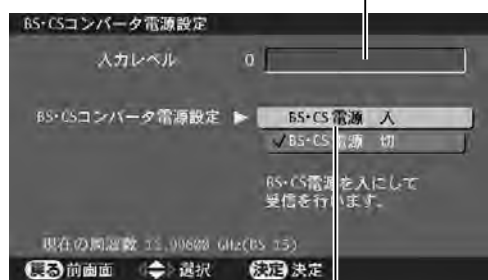 BS・CSコンバータ電源設定
入力レベル 0
BS・CSコンバータ電源設定 ▶ BS・CS電源 入
✓BS・CS電源 切
BS・CS電源を入にして
受信を行います。
現在の周波数 11.99600 GHz(BS 15)
戻る 前画面 選択 決定 決定